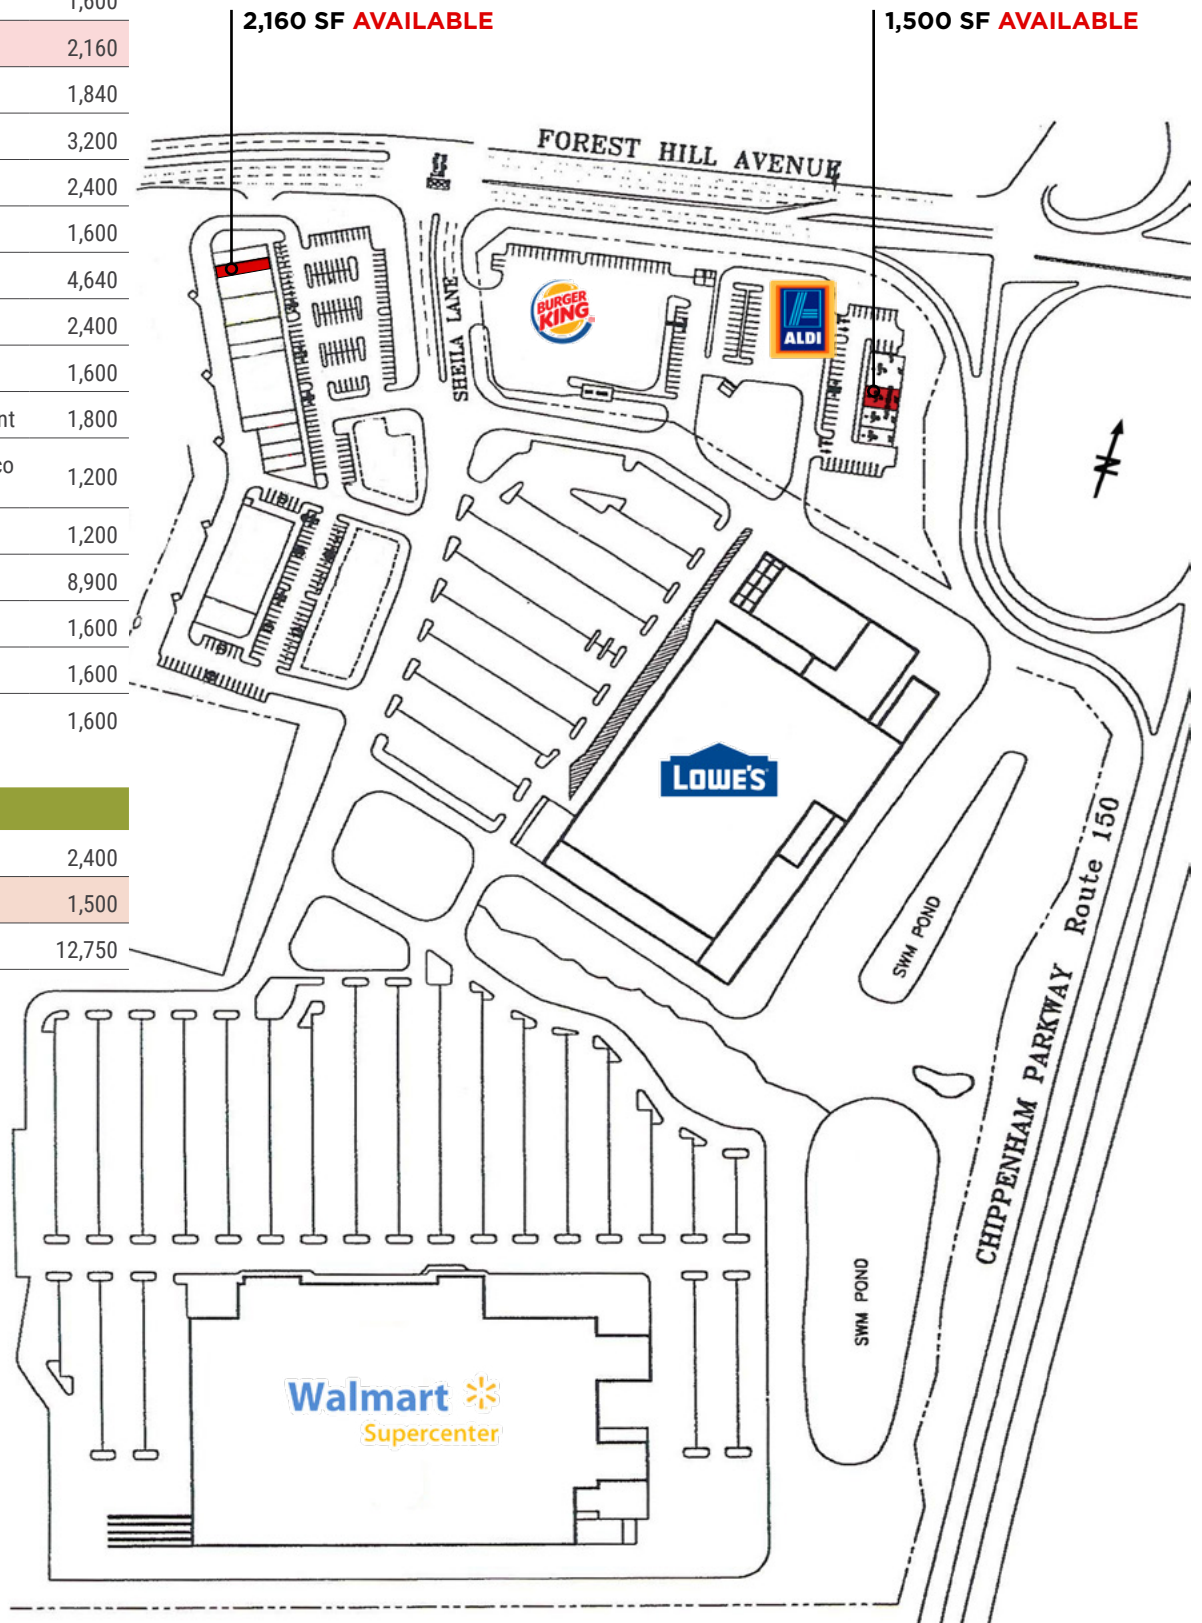 1,600
2,160
1,840
3,200
2,400
1,600
4,640
2,400
1,600
nt 1,800
co
1,200
1,200
8,900
1,600
1,600
1,600
2,400
1,500
12,750
2,160 SF AVAILABLE
1,500 SF AVAILABLE
FOREST HILL AVENUE
SHEILA LANE
BURGER
KING
ALDI
N
LOWE'S
SWM POND
CHIPPENHAM PARKWAY Route 150
SWM POND
Walmart
Supercenter